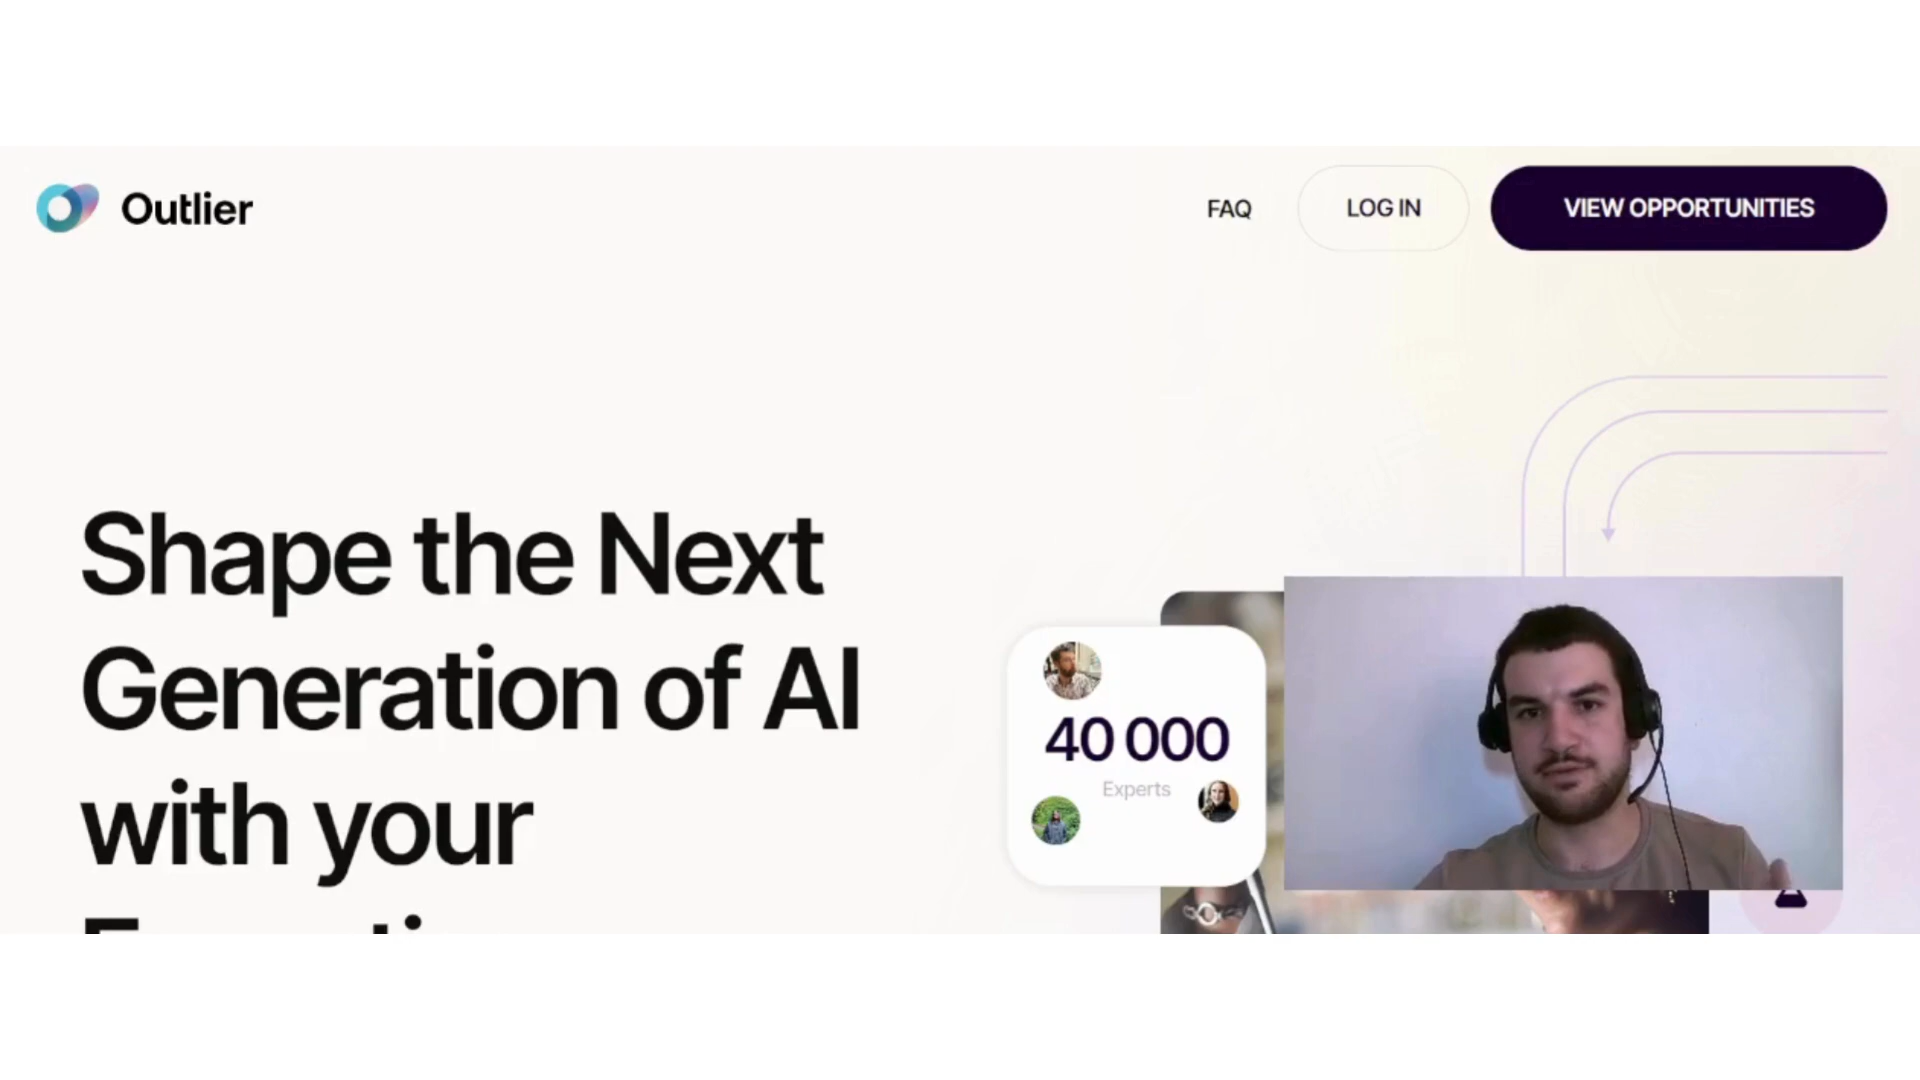 Outlier
FAQ
LOG IN
VIEW OPPORTUNITIES
Shape the Next
Generation of AI
with your
40 000
Experts